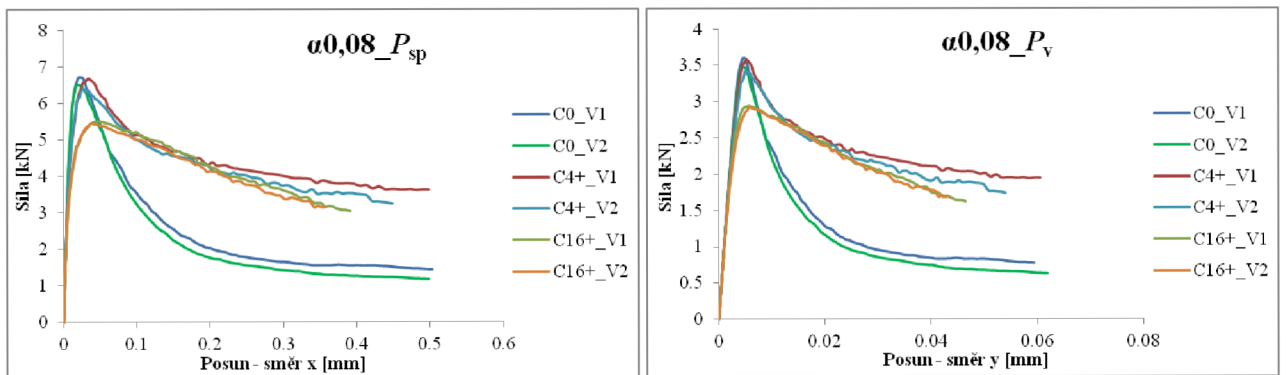 α0,08_Psp
Síla [kN]
8
7
6
5
4
3
2
1
0
0
0.1
0.2
0.3
0.4
0.5
0.6
Posun - směr x [mm]
C0_V1
C0_V2
C4+_V1
C4+_V2
C16+_V1
C16+_V2
α0,08_Pv
Síla [kN]
4
3.5
3
2.5
2
1.5
1
0.5
0
0
0.02
0.04
0.06
0.08
Posun - směr y [mm]
C0_V1
C0_V2
C4+_V1
C4+_V2
C16+_V1
C16+_V2